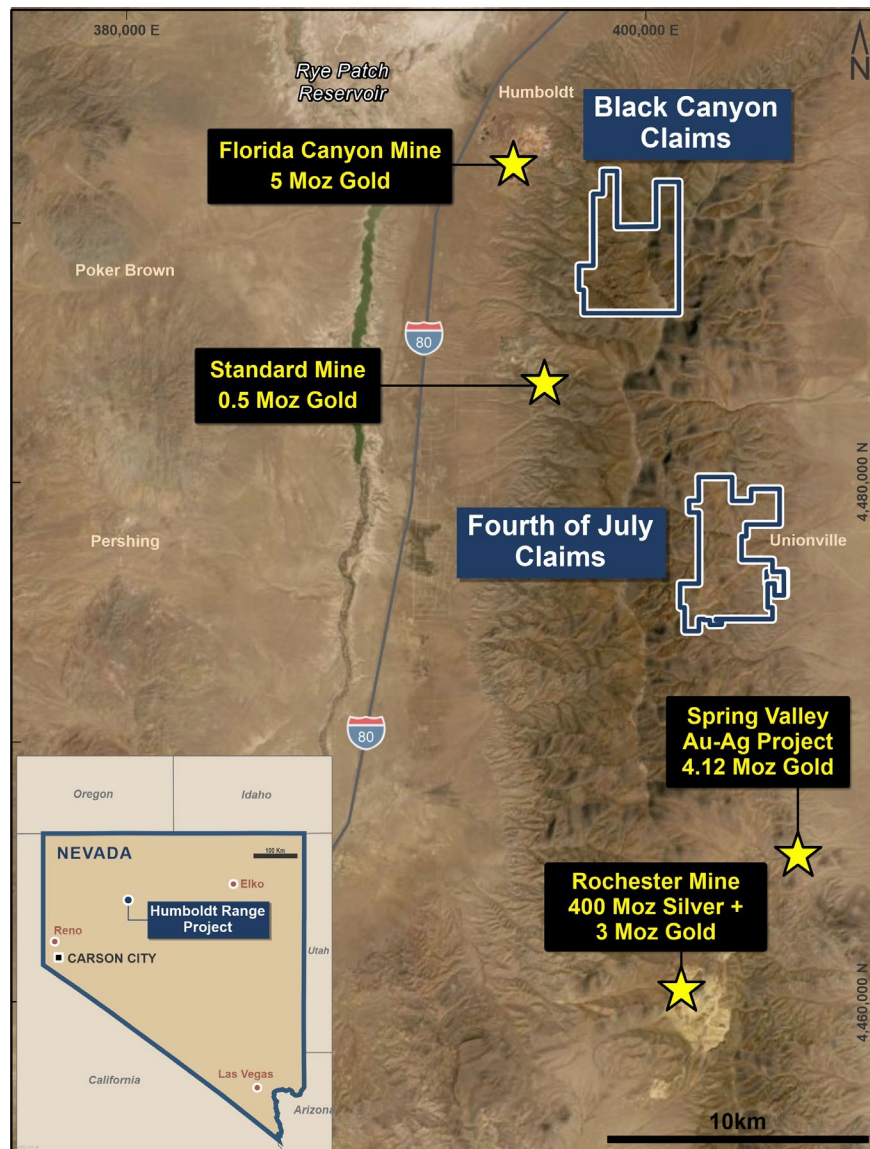 380,000 E
400,000 E
N
Rye Patch
Reservoir
Humboldt
Black Canyon
Claims
Florida Canyon Mine
5 Moz Gold
Poker Brown
80
Standard Mine
0.5 Moz Gold
4,480,000 N
Fourth of July
Claims
Pershing
Unionville
80
Spring Valley
Au-Ag Project
4.12 Moz Gold
Rochester Mine
400 Moz Silver +
3 Moz Gold
4,460,000 N
10km
Oregon
Idaho
NEVADA
100 Km
Elko
Humboldt Range
Project
Reno
CARSON CITY
Utah
California
Las Vegas
Arizona